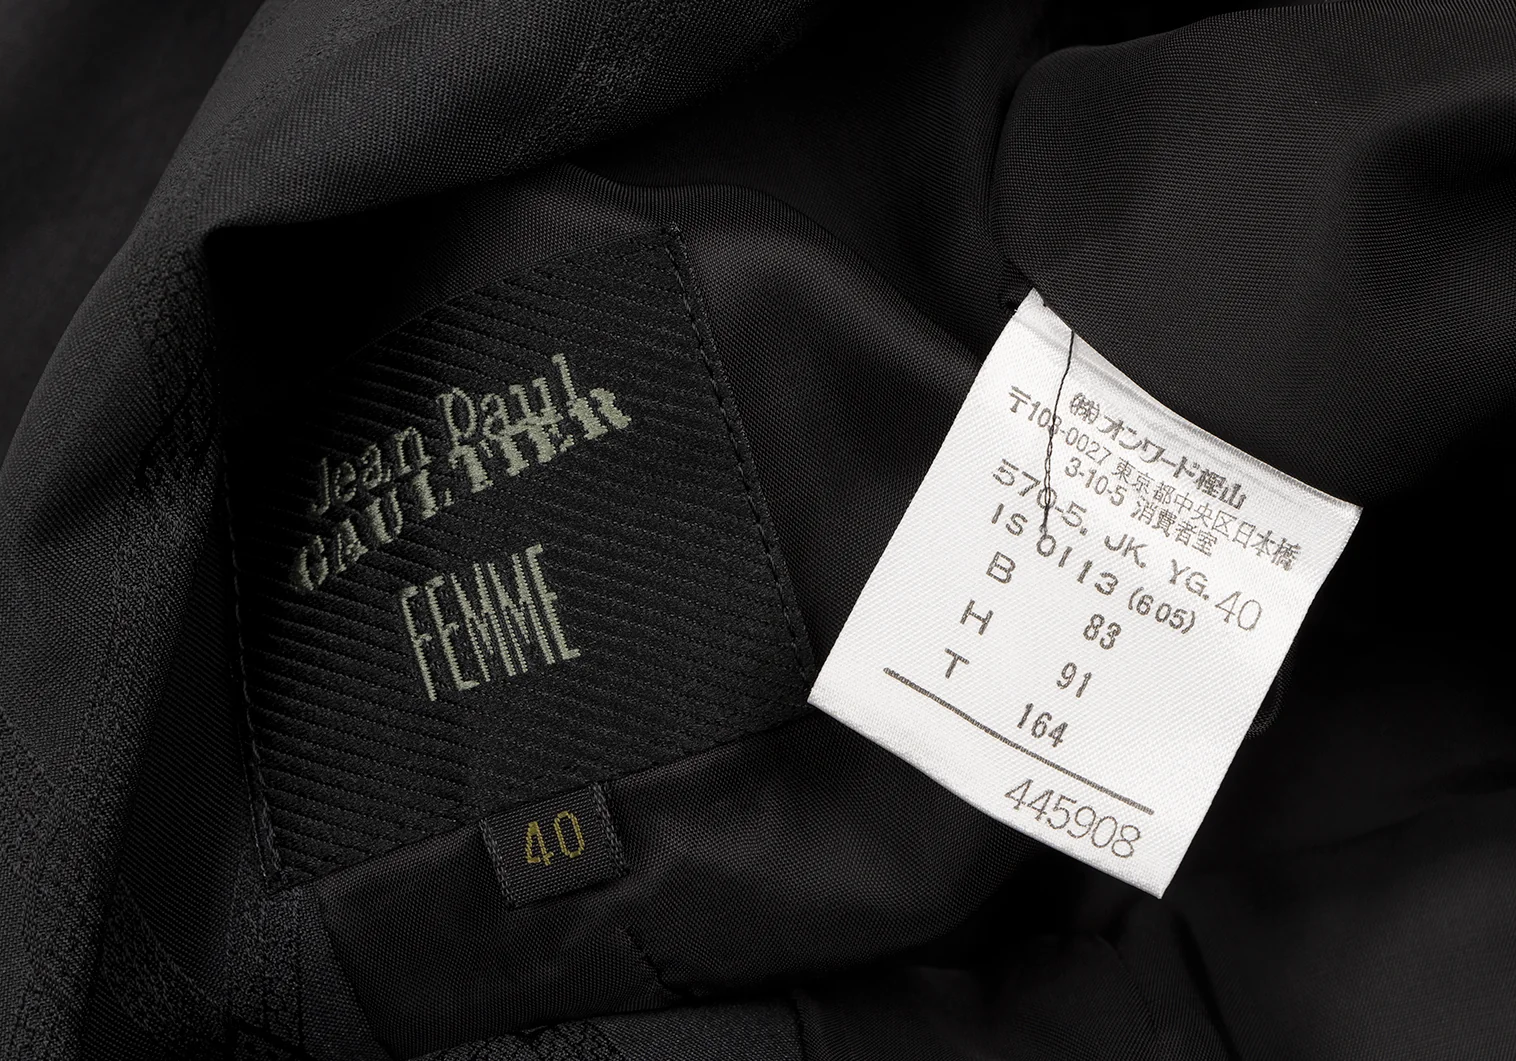 Jean Paul
GAULTIER
FEMME
40
(株)オンワード樫山
〒103-0027 東京都中央区日本橋
3-10-5 消費者室
570-5. JK. YG. 40
IS 0113 (605)
B 83
H 91
T 164
445908